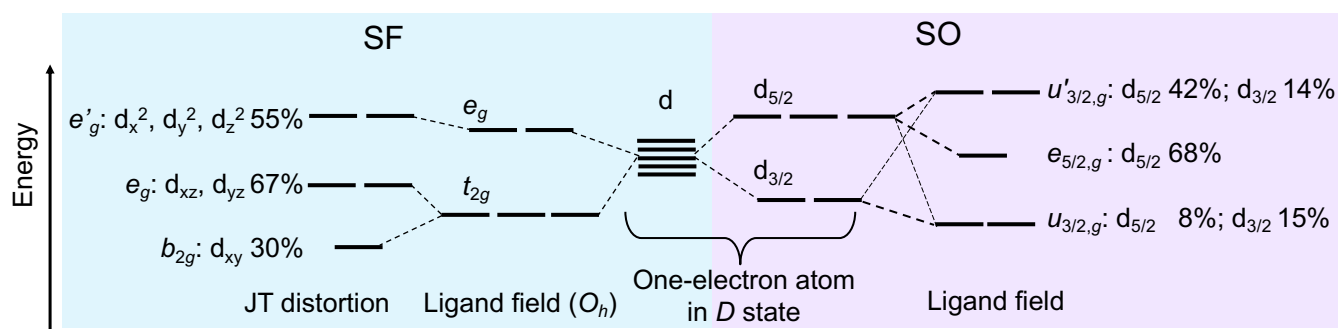 SF
SO
Energy
e'g: dx2, dy2, dz2 55%
eg
d
d5/2
u'3/2,g: d5/2 42%; d3/2 14%
e5/2,g: d5/2 68%
eg: dxz, dyz 67%
t2g
d3/2
b2g: dxy 30%
u3/2,g: d5/2 8%; d3/2 15%
JT distortion
Ligand field (Oh)
One-electron atom
in D state
Ligand field